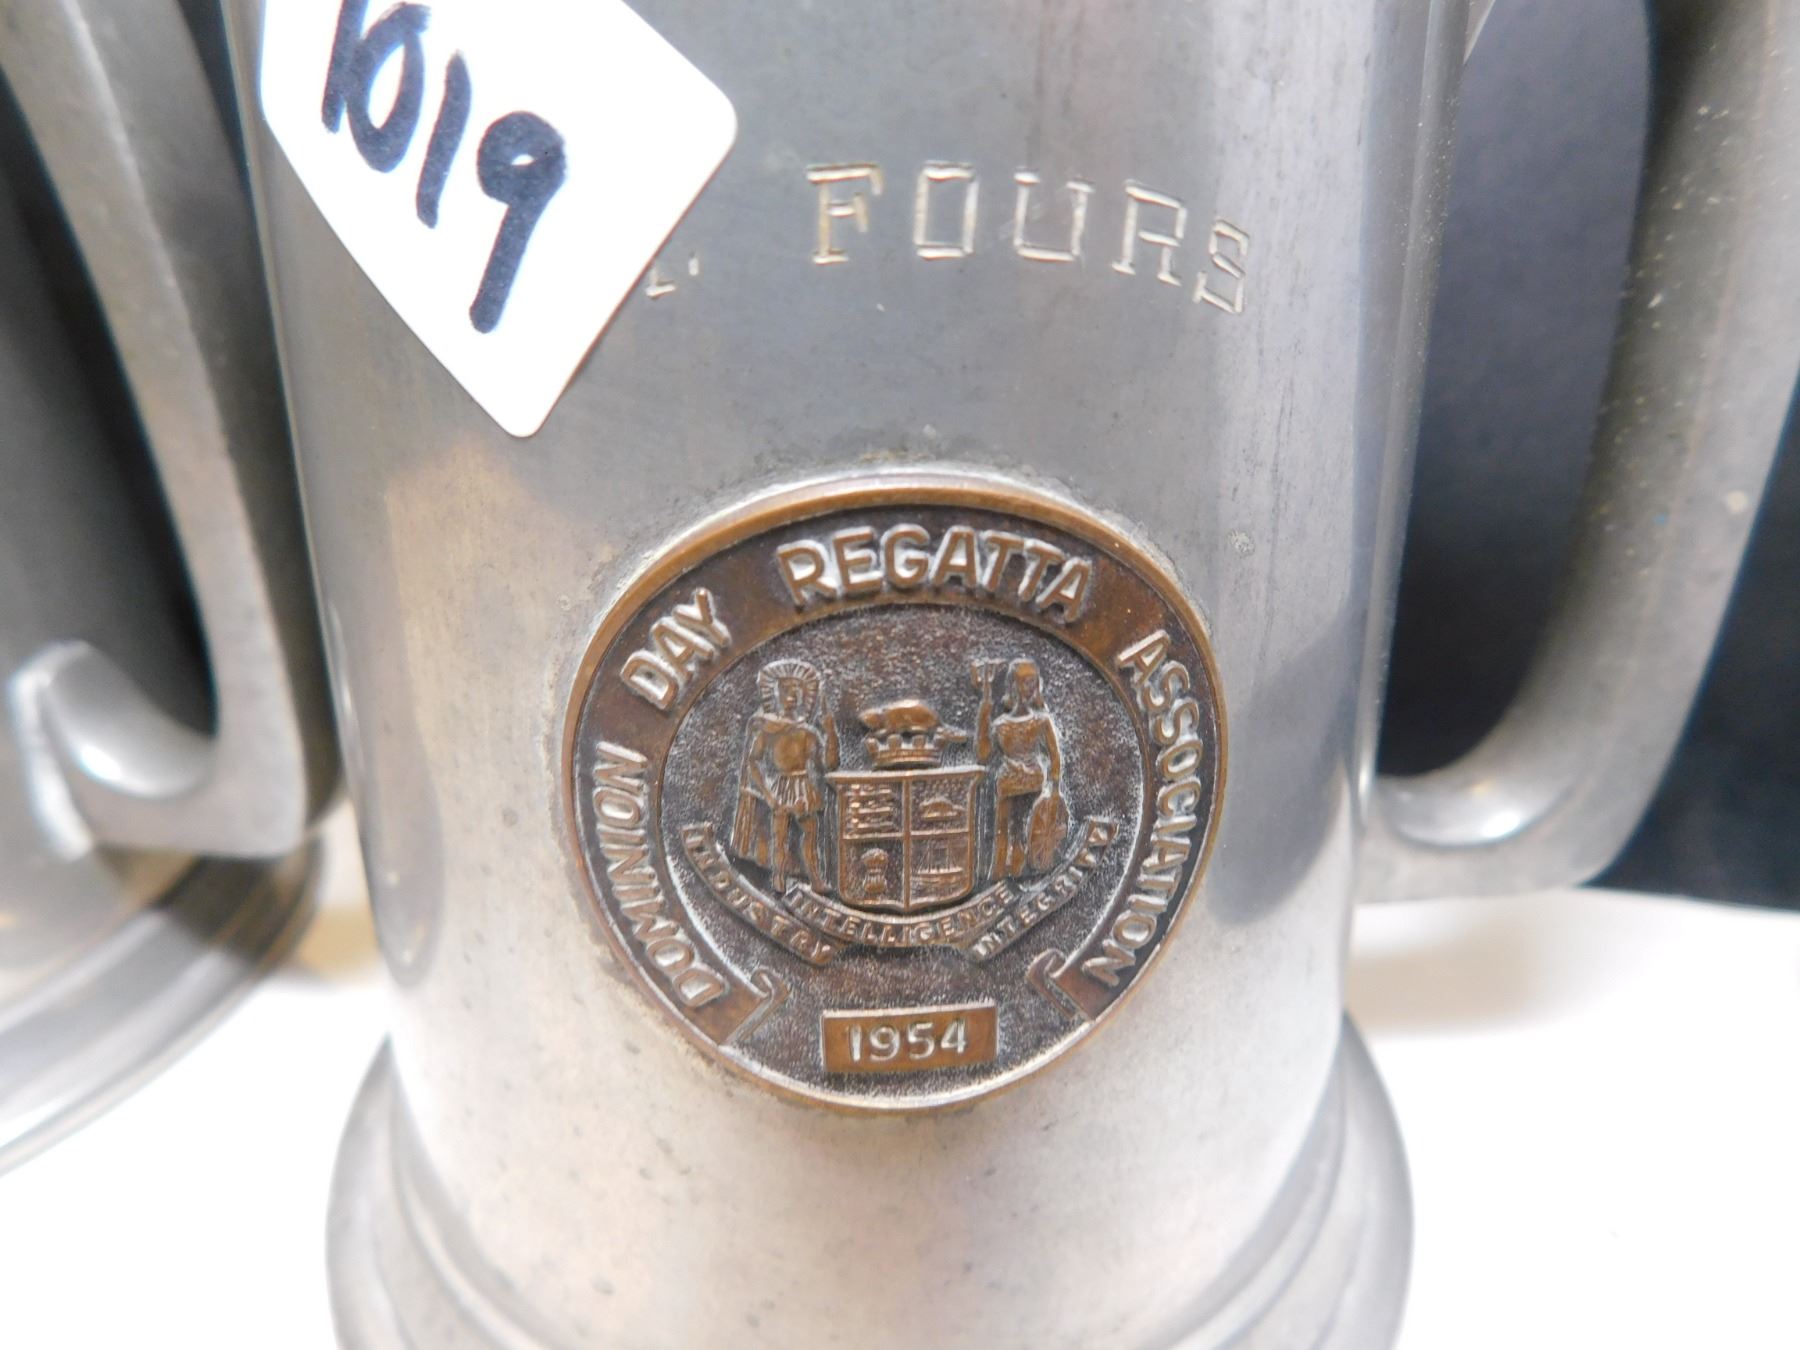 1019
FOURS
DOMINION DAY REGATTA ASSOCIATION
INDUSTRY INTELLIGENCE INTEGRITY
1954